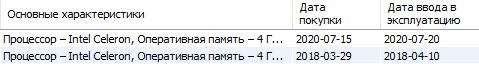 Основные характеристики Дата покупки Дата ввода в эксплуатацию
Процессор – Intel Celeron, Оперативная память – 4 Г... 2020-07-15 2020-07-20
Процессор – Intel Celeron, Оперативная память – 4 Г... 2018-03-29 2018-04-10